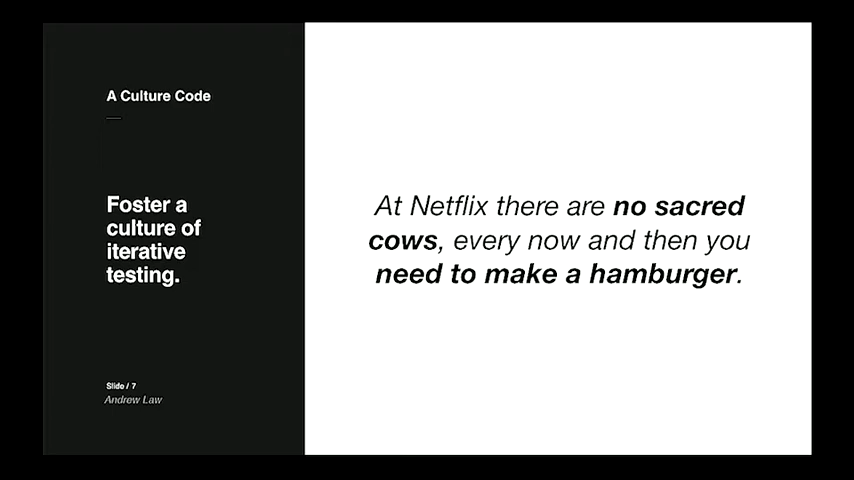 A Culture Code
Foster a
culture of
iterative
testing.
Slide / 7
Andrew Law
At Netflix there are no sacred
cows, every now and then you
need to make a hamburger.